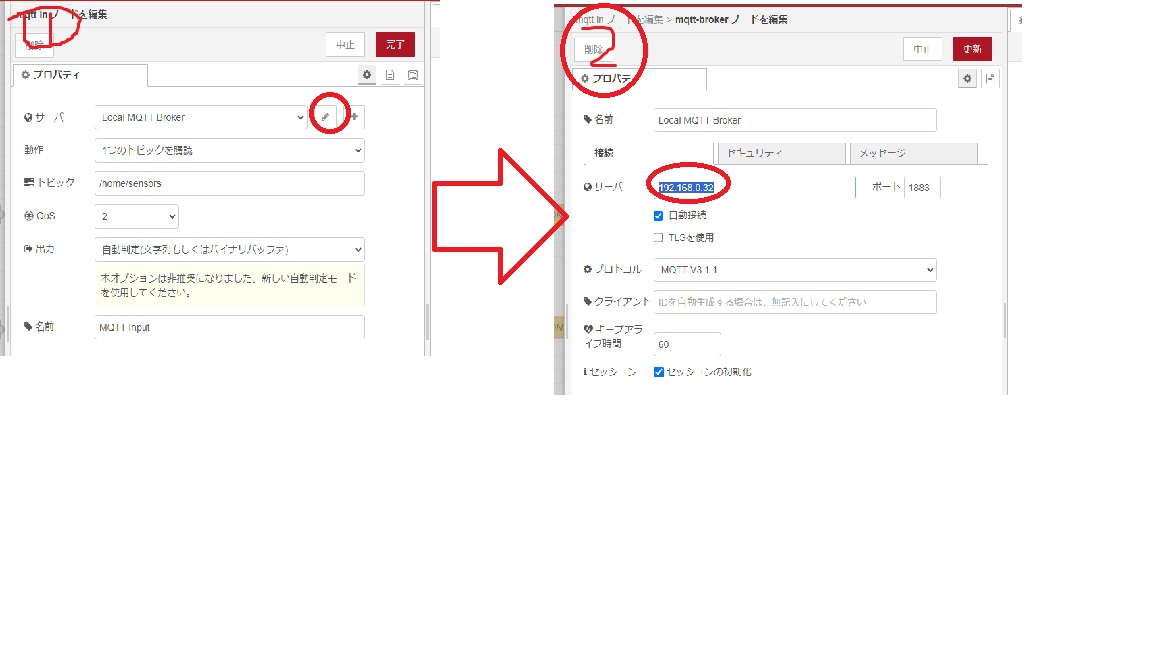 mqtt in ノードを編集
1
削除
中止
完了
プロパティ
サーバ
Local MQTT Broker
動作
1つのトピックを購読
トピック
/home/sensors
QoS
2
出力
自動判定(文字列もしくはバイナリバッファ)
本オプションは非推奨になりました。新しい自動判定モード
を使用してください。
名前
MQTT Input
mqtt in ノードを編集 > mqtt-broker ノードを編集
2
削除
中止
更新
プロパティ
名前
Local MQTT Broker
接続
セキュリティ
メッセージ
サーバ
192.168.0.32
ポート
1883
自動接続
TLSを使用
プロトコル
MQTT V3.1.1
クライアント
IDを自動生成する場合は、無記入にしてください
キープアラ
イブ時間
60
セッション
セッションの初期化